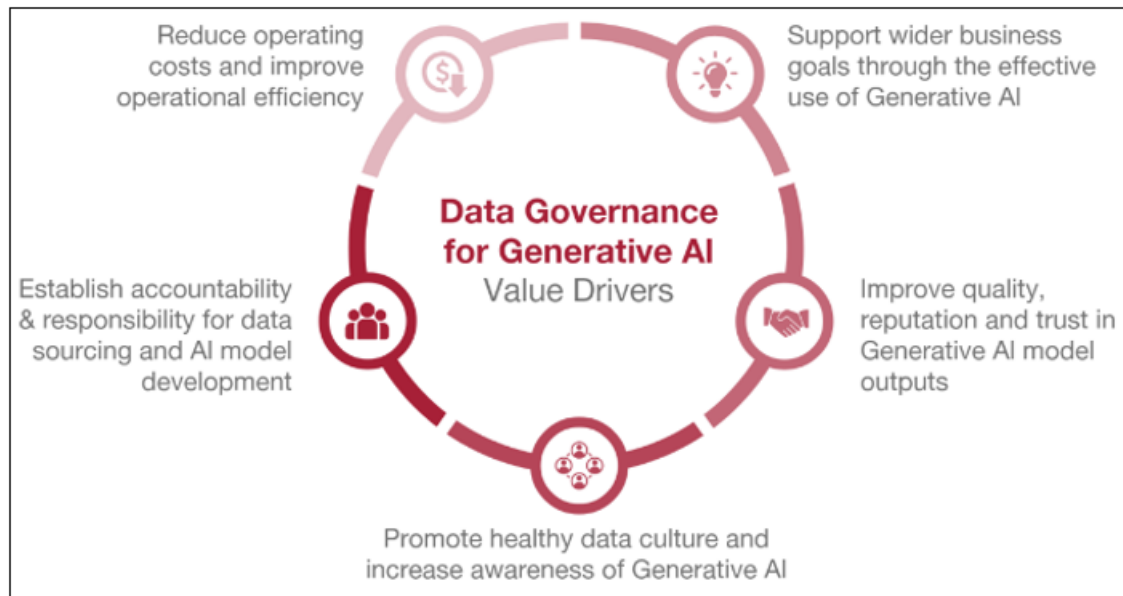 Reduce operating
costs and improve
operational efficiency
Support wider business
goals through the effective
use of Generative AI
Data Governance
for Generative AI
Value Drivers
Establish accountability
& responsibility for data
sourcing and AI model
development
Improve quality,
reputation and trust in
Generative AI model
outputs
Promote healthy data culture and
increase awareness of Generative AI
$